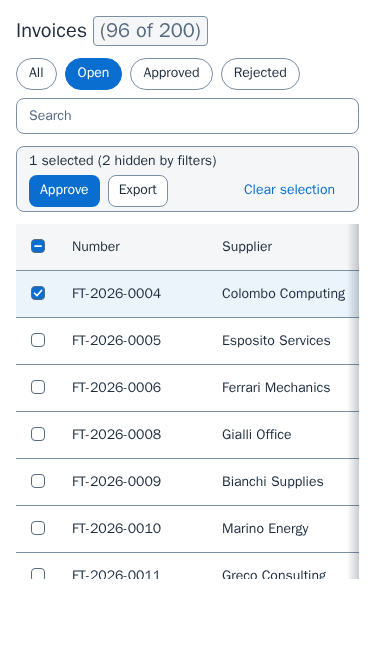 Invoices (96 of 200)
All Open Approved Rejected
Search
1 selected (2 hidden by filters)
Approve Export Clear selection
Number Supplier
FT-2026-0004 Colombo Computing
FT-2026-0005 Esposito Services
FT-2026-0006 Ferrari Mechanics
FT-2026-0008 Gialli Office
FT-2026-0009 Bianchi Supplies
FT-2026-0010 Marino Energy
FT-2026-0011 Greco Consulting